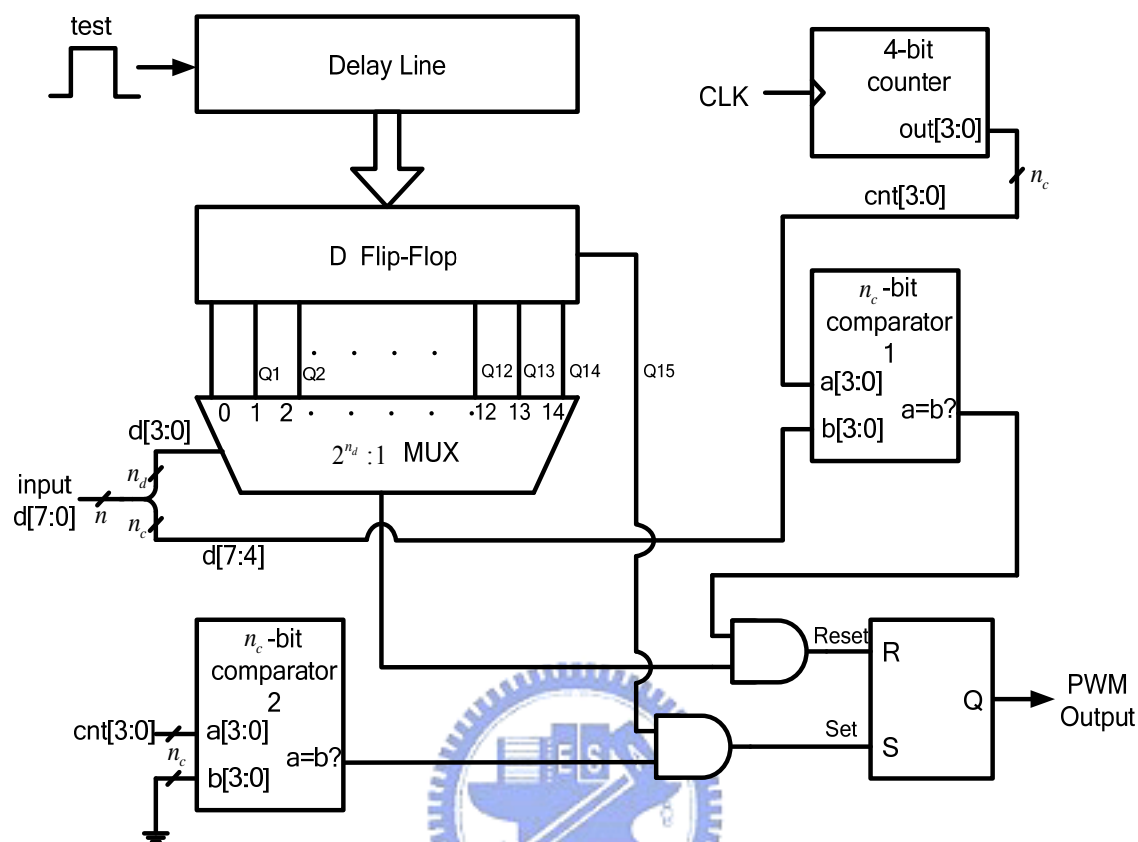 test
Delay Line
CLK
4-bit
counter
out[3:0]
n_c
cnt[3:0]
D Flip-Flop
Q1
Q2
. . . .
Q12
Q13
Q14
Q15
0 1 2 . . . . . 12 13 14
2^{n_d} :1 MUX
d[3:0]
n_d
input
d[7:0]
n
n_c
d[7:4]
n_c -bit
comparator
1
a[3:0]
b[3:0]
a=b?
n_c -bit
comparator
2
cnt[3:0]
n_c
a[3:0]
b[3:0]
a=b?
Reset
R
Set
S
Q
PWM
Output
E S